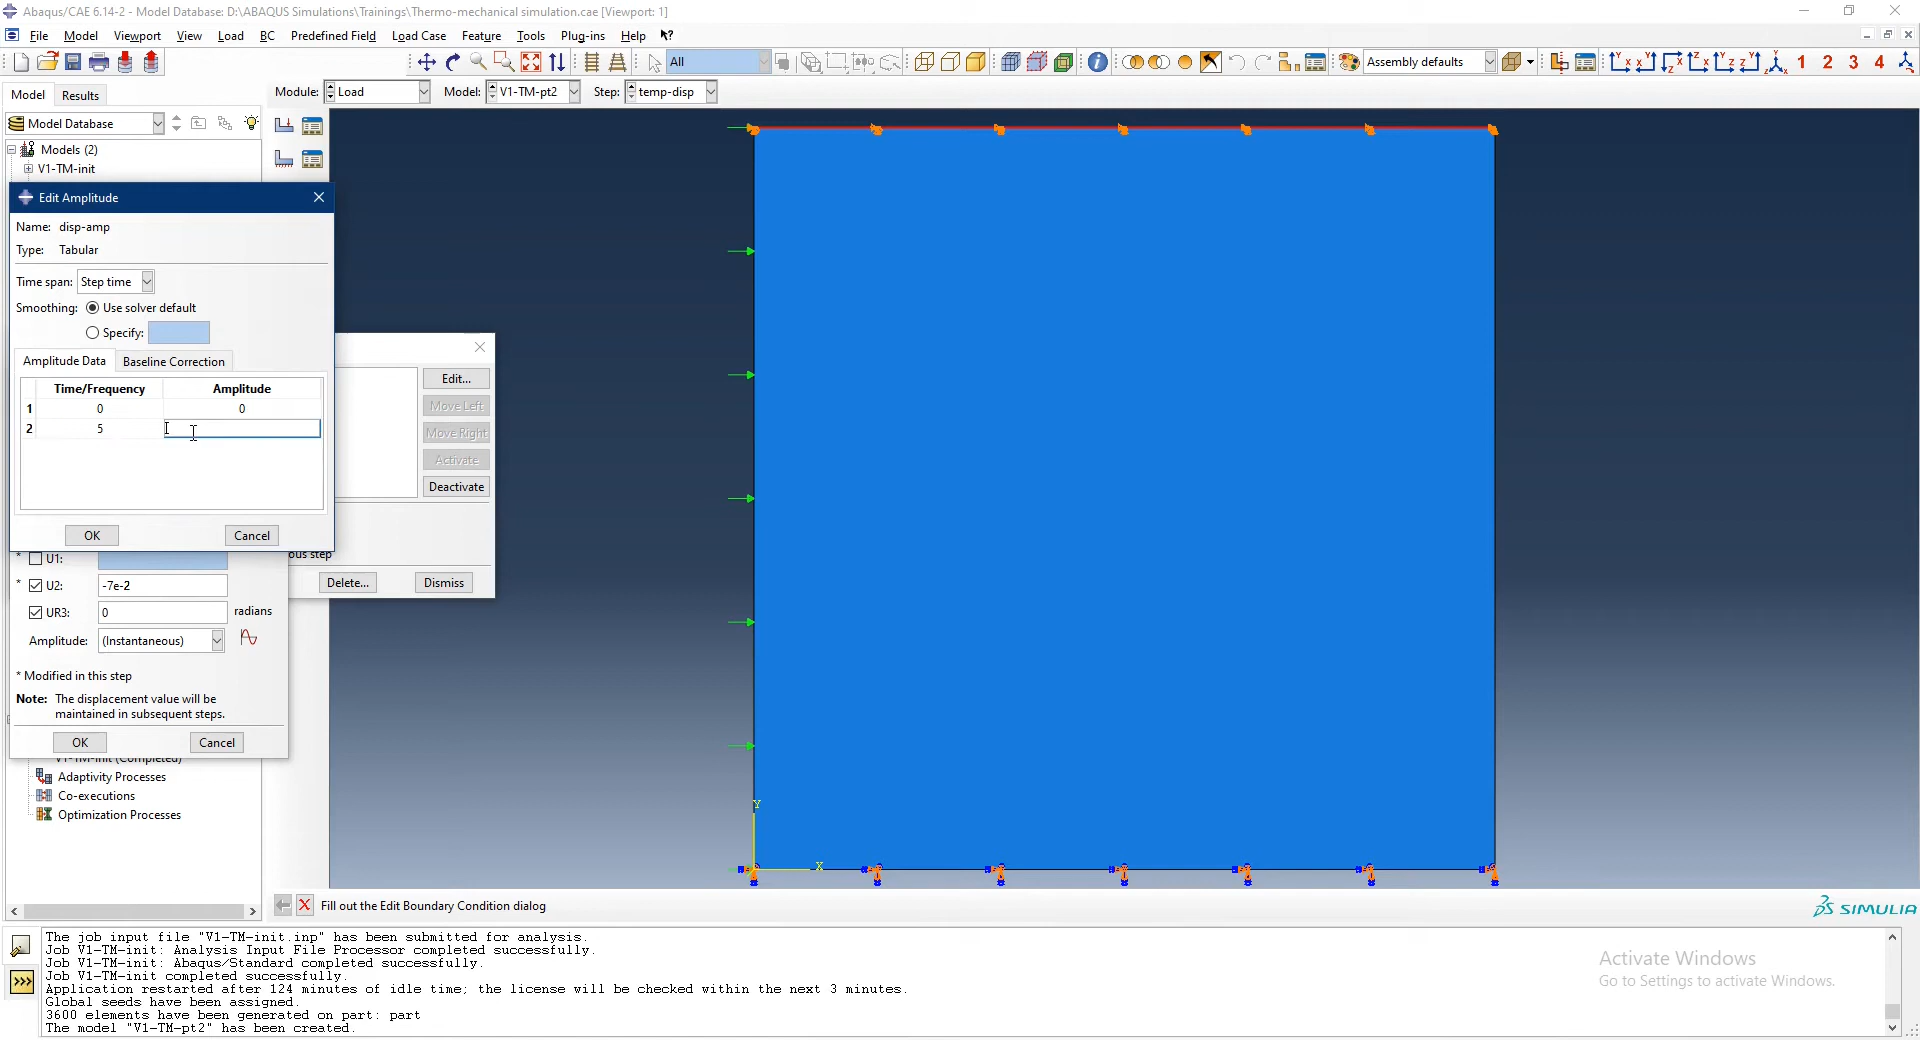 Abaqus/CAE 6.14-2 - Model Database: D:\ABAQUS Simulations\Trainings\Thermo-mechanical simulation.cae [Viewport: 1]
File Model Viewport View Load BC Predefined Field Load Case Feature Tools Plug-ins Help
All
Assembly defaults
1 2 3 4
Model Results
Module: Load Model: V1-TM-pt2 Step: temp-disp
Model Database
Models (2)
V1-TM-init
Edit Amplitude
Name: disp-amp
Type: Tabular
Time span: Step time
Smoothing: Use solver default
Specify:
Amplitude Data Baseline Correction
Time/Frequency Amplitude
1 0 0
2 5
OK Cancel
Edit...
Move Left
Move Right
Activate
Deactivate
ous step
Delete... Dismiss
* U1:
* U2: -7e-2
UR3: 0 radians
Amplitude: (Instantaneous)
* Modified in this step
Note: The displacement value will be
maintained in subsequent steps.
OK Cancel
V1-TM-init (Completed)
Adaptivity Processes
Co-executions
Optimization Processes
Y
X
Fill out the Edit Boundary Condition dialog
SIMULIA
The job input file "V1-TM-init.inp" has been submitted for analysis.
Job V1-TM-init: Analysis Input File Processor completed successfully.
Job V1-TM-init: Abaqus/Standard completed successfully.
Job V1-TM-init completed successfully.
Application restarted after 124 minutes of idle time; the license will be checked within the next 3 minutes.
Global seeds have been assigned.
3600 elements have been generated on part: part
The model "V1-TM-pt2" has been created.
Activate Windows
Go to Settings to activate Windows.